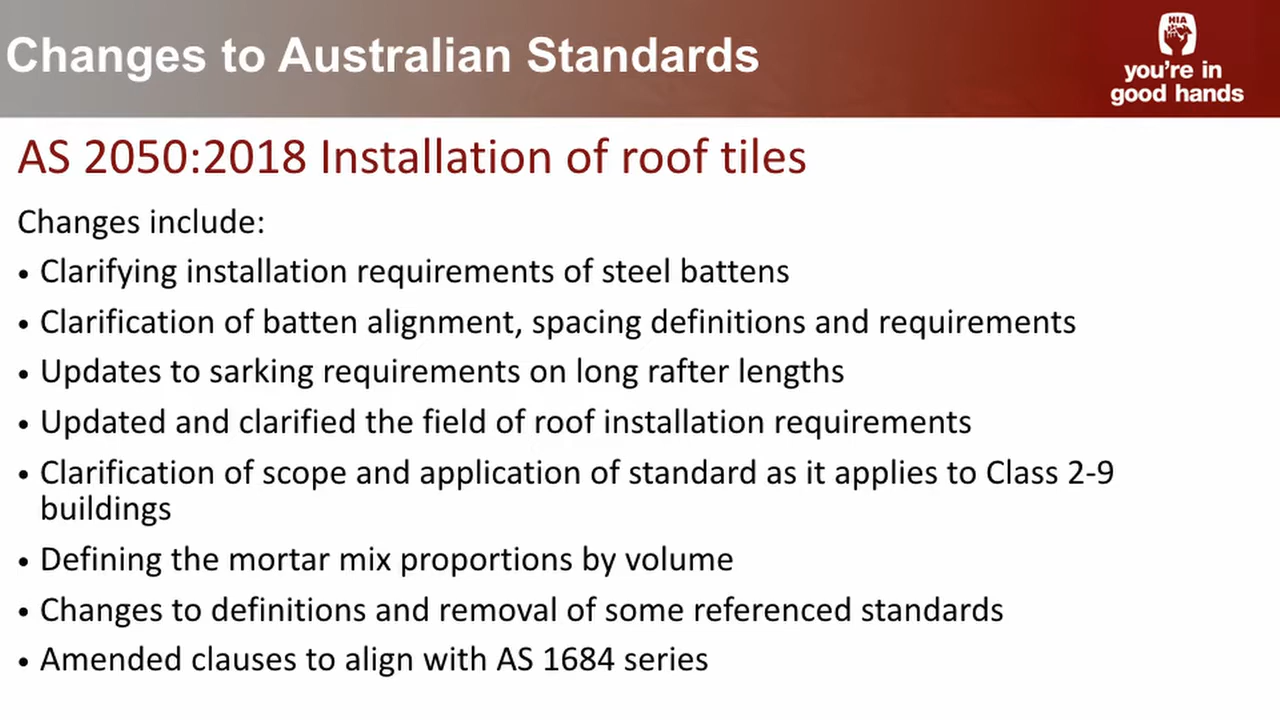 Changes to Australian Standards
HIA
you're in
good hands
AS 2050:2018 Installation of roof tiles
Changes include:
• Clarifying installation requirements of steel battens
• Clarification of batten alignment, spacing definitions and requirements
• Updates to sarking requirements on long rafter lengths
• Updated and clarified the field of roof installation requirements
• Clarification of scope and application of standard as it applies to Class 2-9
buildings
• Defining the mortar mix proportions by volume
• Changes to definitions and removal of some referenced standards
• Amended clauses to align with AS 1684 series